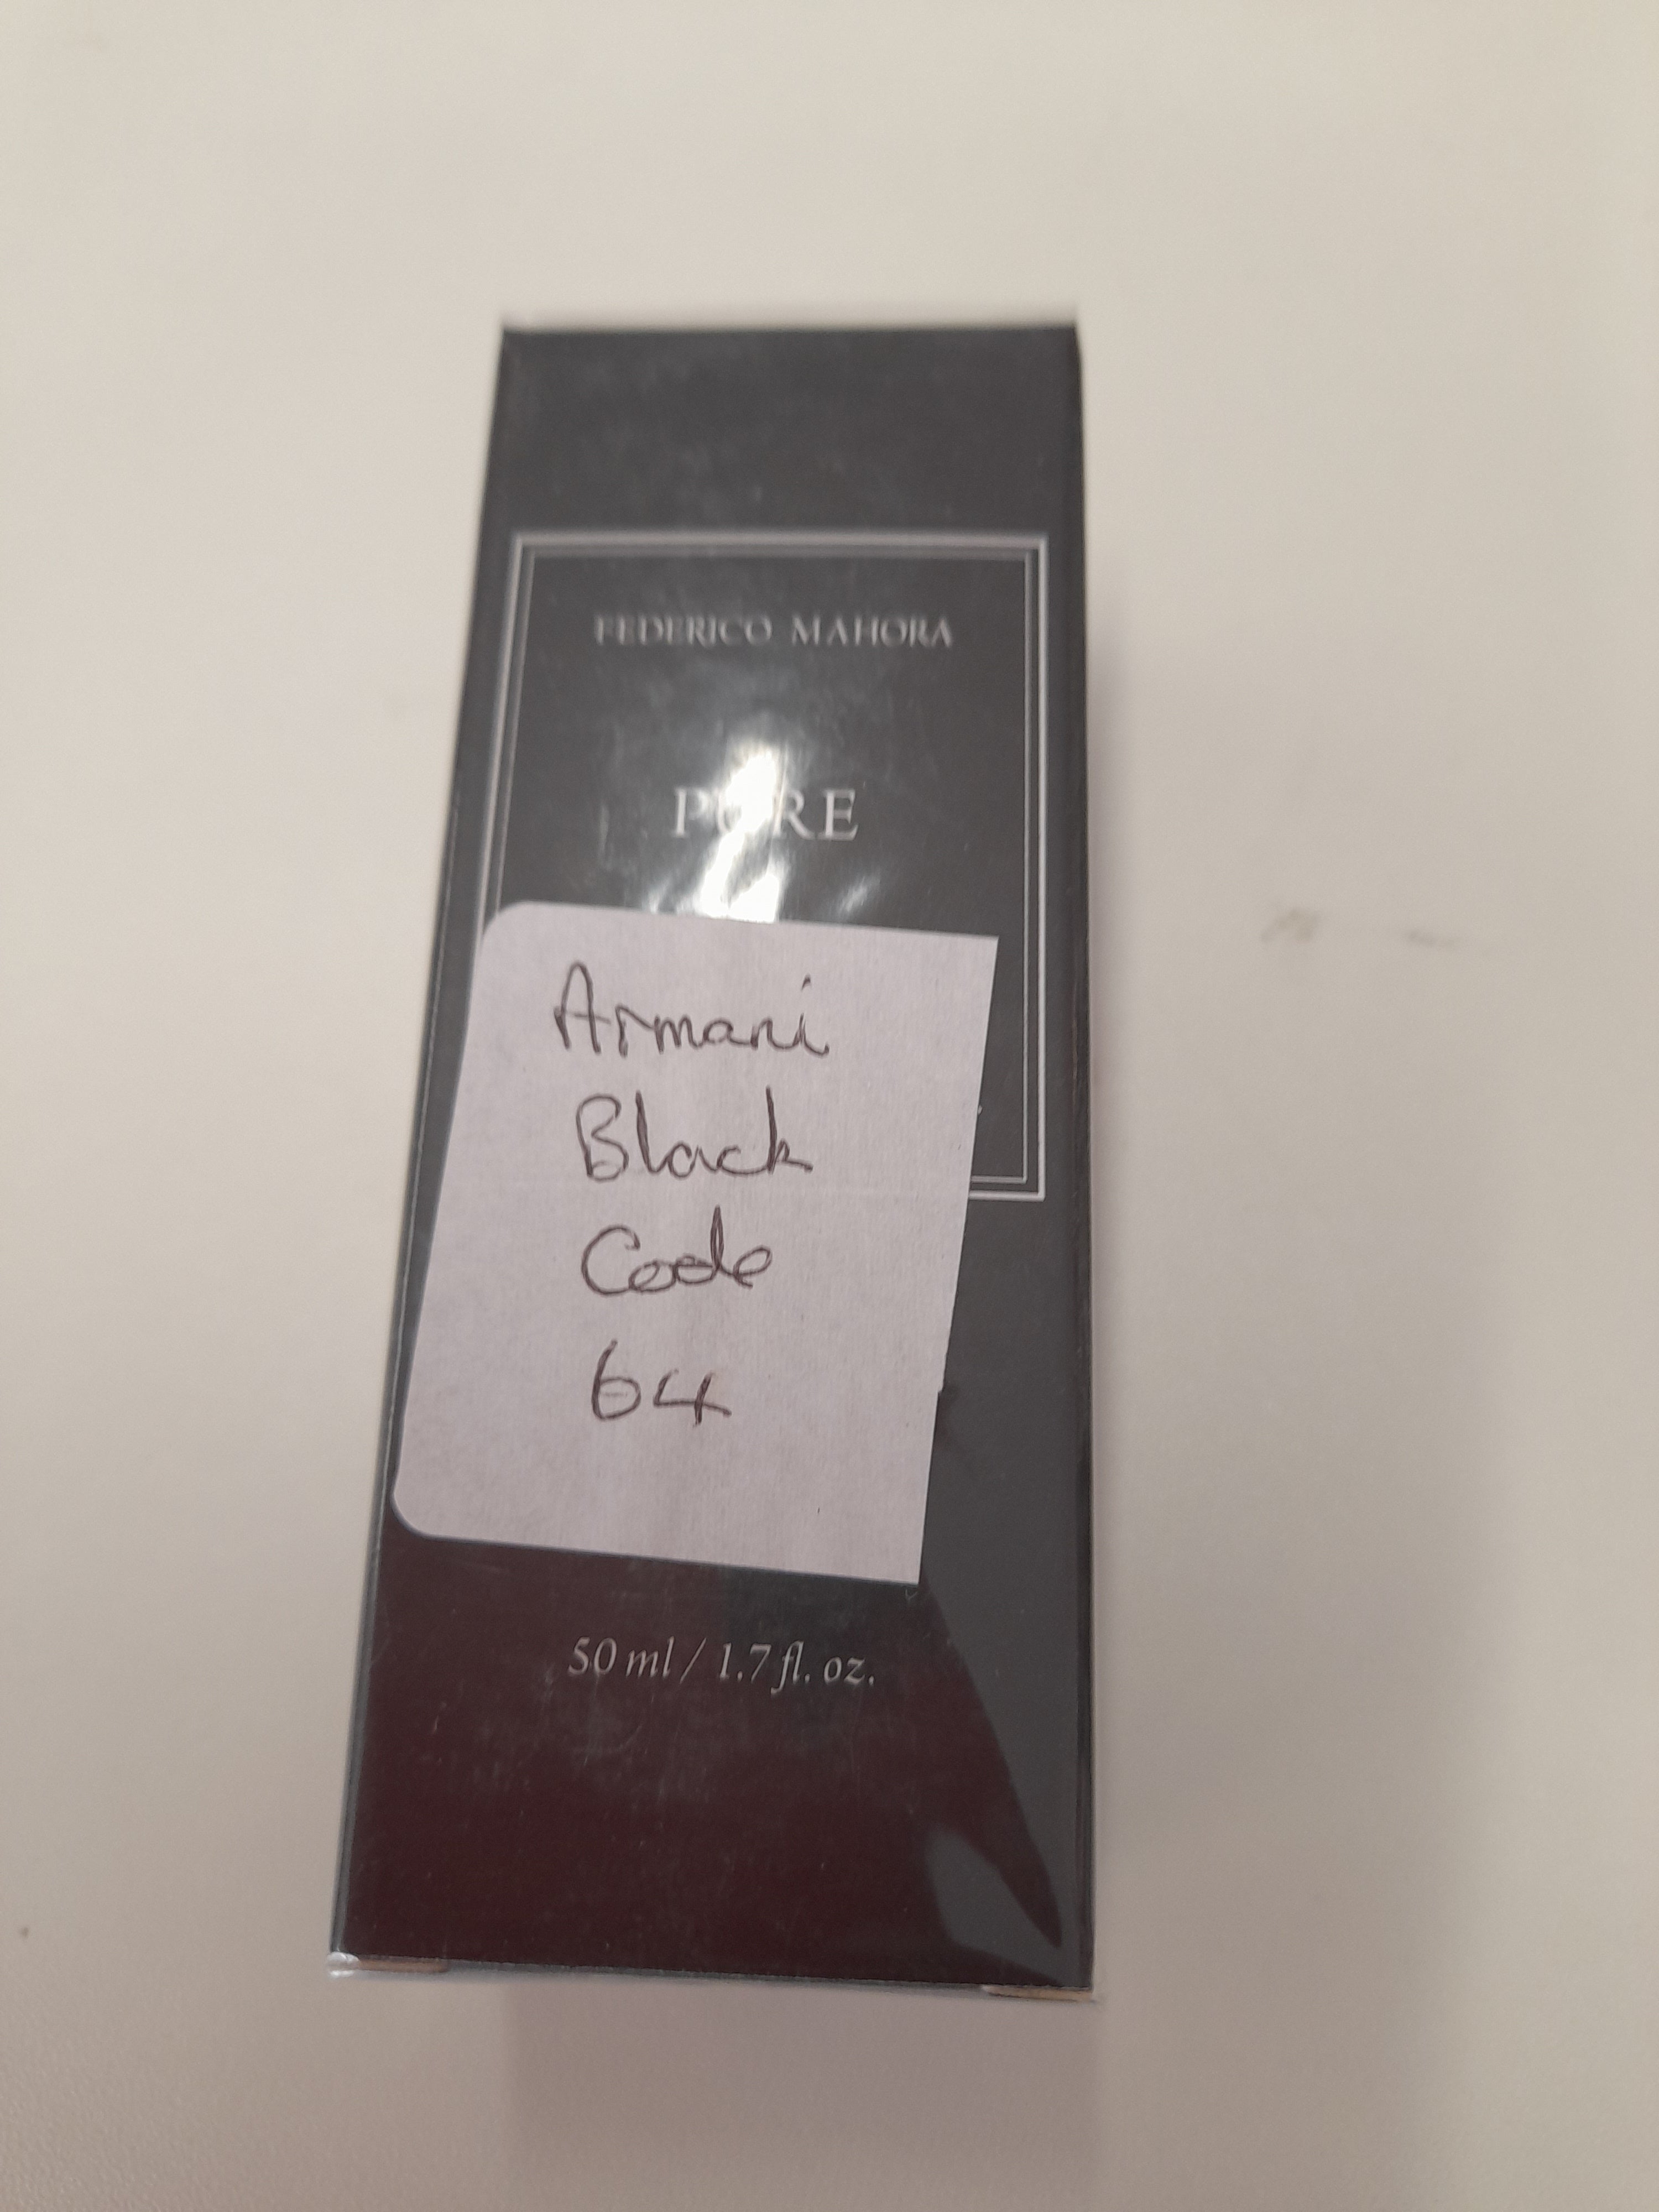 FEDERICO MAHORA
PURE
Armani
Black
Code
64
50 ml / 1.7 fl. oz.